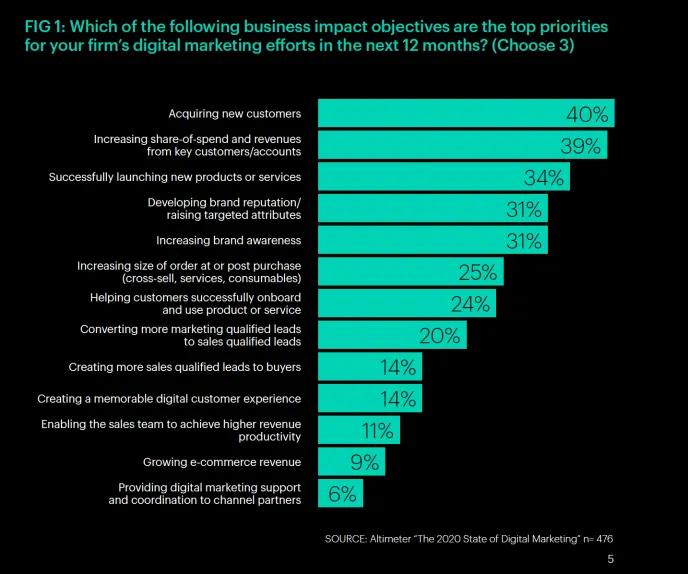 FIG 1: Which of the following business impact objectives are the top priorities
for your firm's digital marketing efforts in the next 12 months? (Choose 3)
Acquiring new customers
40%
Increasing share-of-spend and revenues
from key customers/accounts
39%
Successfully launching new products or services
34%
Developing brand reputation/
raising targeted attributes
31%
Increasing brand awareness
31%
Increasing size of order at or post purchase
(cross-sell, services, consumables)
25%
Helping customers successfully onboard
and use product or service
24%
Converting more marketing qualified leads
to sales qualified leads
20%
Creating more sales qualified leads to buyers
14%
Creating a memorable digital customer experience
14%
Enabling the sales team to achieve higher revenue
productivity
11%
Growing e-commerce revenue
9%
Providing digital marketing support
and coordination to channel partners
6%
SOURCE: Altimeter "The 2020 State of Digital Marketing" n= 476
5